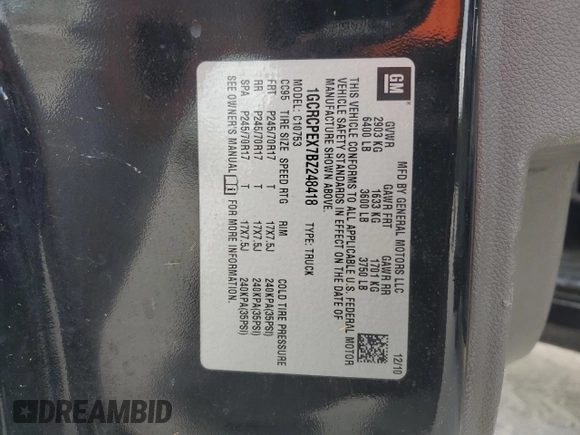 GM
MFD BY GENERAL MOTORS LLC 12/10
GVWR GAWR FRT GAWR RR
2903 KG 1633 KG 1701 KG
6400 LB 3600 LB 3750 LB
THIS VEHICLE CONFORMS TO ALL APPLICABLE U.S. FEDERAL MOTOR
VEHICLE SAFETY STANDARDS IN EFFECT ON THE DATE OF
MANUFACTURE SHOWN ABOVE.
1GCRCPEX7BZ248418 TYPE: TRUCK
MODEL: C10753
CC95 TIRE SIZE SPEED RTG RIM COLD TIRE PRESSURE
FRT P245/70R17 T 17X7.5J 240KPA(35PSI)
RR P245/70R17 T 17X7.5J 240KPA(35PSI)
SPA P245/70R17 T 17X7.5J 240KPA(35PSI)
SEE OWNER'S MANUAL FOR MORE INFORMATION.
DREAMBID